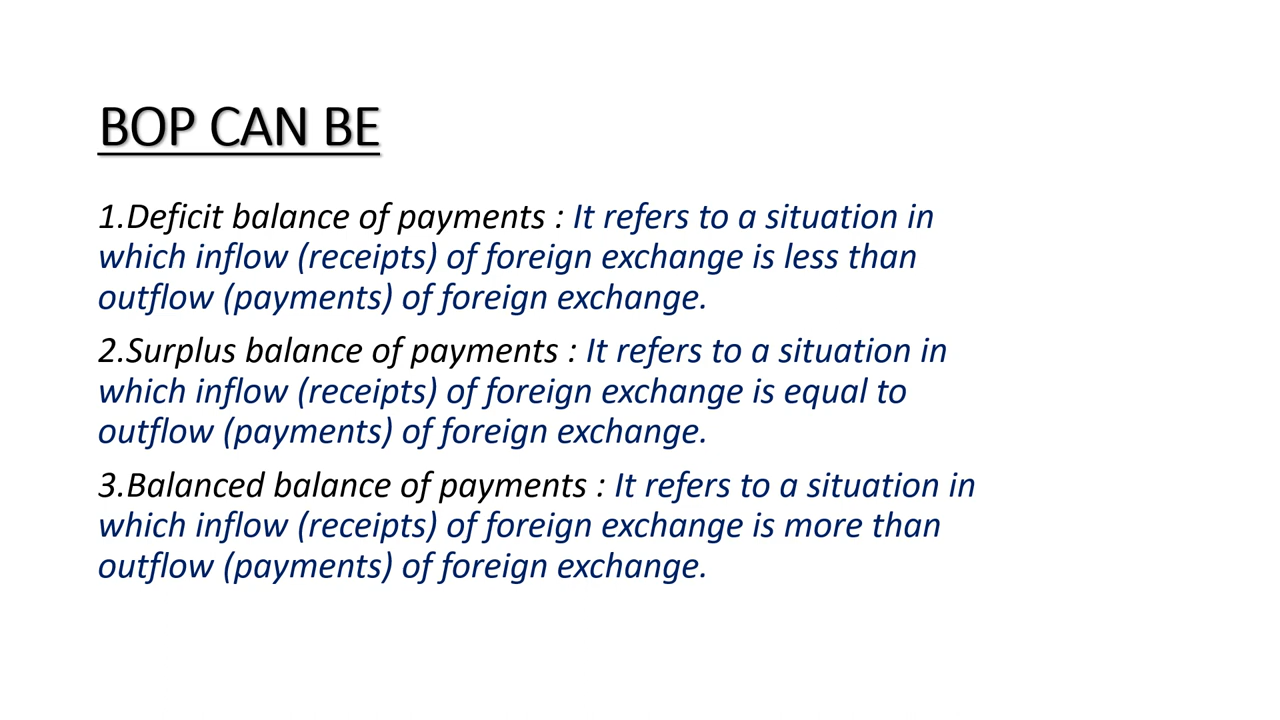 BOP CAN BE
1.Deficit balance of payments : It refers to a situation in
which inflow (receipts) of foreign exchange is less than
outflow (payments) of foreign exchange.
2.Surplus balance of payments : It refers to a situation in
which inflow (receipts) of foreign exchange is equal to
outflow (payments) of foreign exchange.
3.Balanced balance of payments : It refers to a situation in
which inflow (receipts) of foreign exchange is more than
outflow (payments) of foreign exchange.